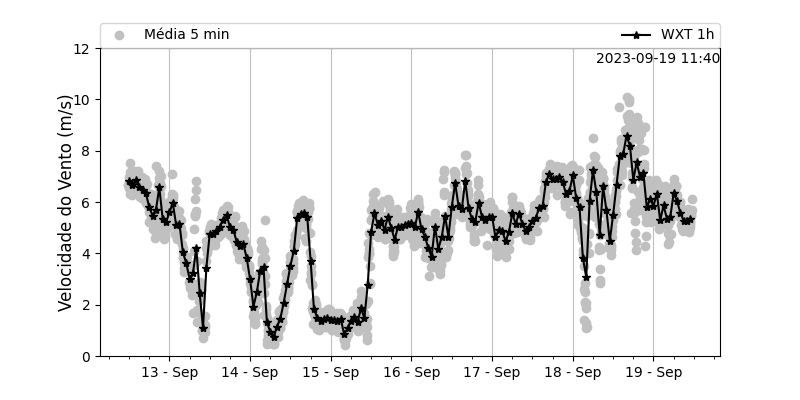 Média 5 min
WXT 1h
2023-09-19 11:40
Velocidade do Vento (m/s)
12
10
8
6
4
2
0
13 - Sep
14 - Sep
15 - Sep
16 - Sep
17 - Sep
18 - Sep
19 - Sep